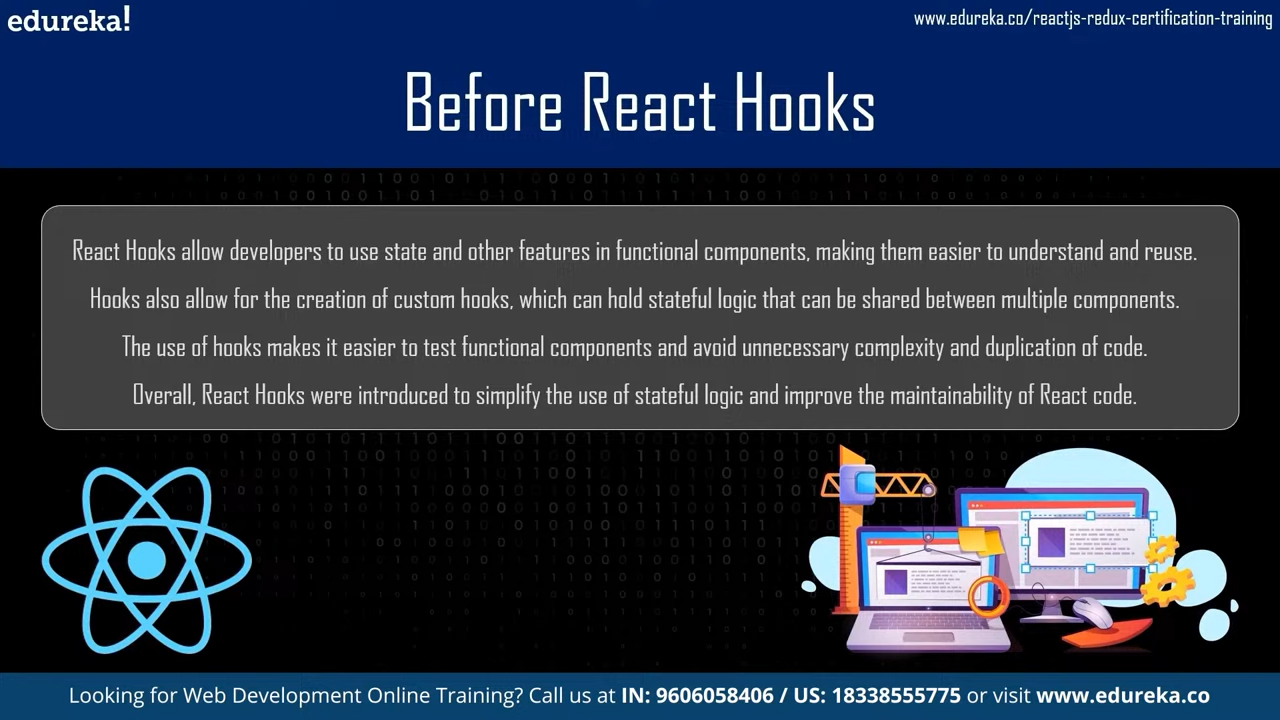 edureka!
www.edureka.co/reactjs-redux-certification-training
Before React Hooks
React Hooks allow developers to use state and other features in functional components, making them easier to understand and reuse.
Hooks also allow for the creation of custom hooks, which can hold stateful logic that can be shared between multiple components.
The use of hooks makes it easier to test functional components and avoid unnecessary complexity and duplication of code.
Overall, React Hooks were introduced to simplify the use of stateful logic and improve the maintainability of React code.
Looking for Web Development Online Training? Call us at IN: 9606058406 / US: 18338555775 or visit www.edureka.co